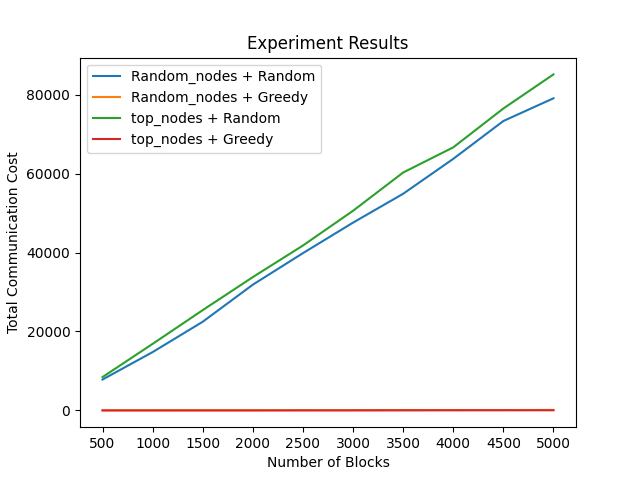 Experiment Results
Random_nodes + Random
Random_nodes + Greedy
top_nodes + Random
top_nodes + Greedy
Total Communication Cost
80000
60000
40000
20000
0
500 1000 1500 2000 2500 3000 3500 4000 4500 5000
Number of Blocks